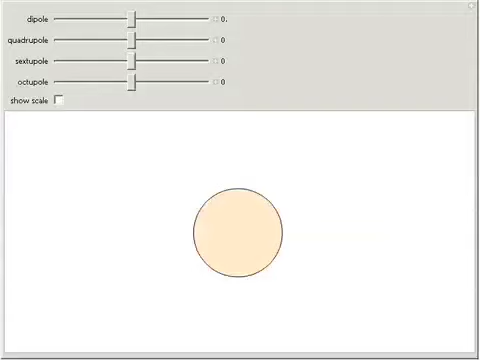 dipole 0.
quadrupole 0
sextupole 0
octupole 0
show scale